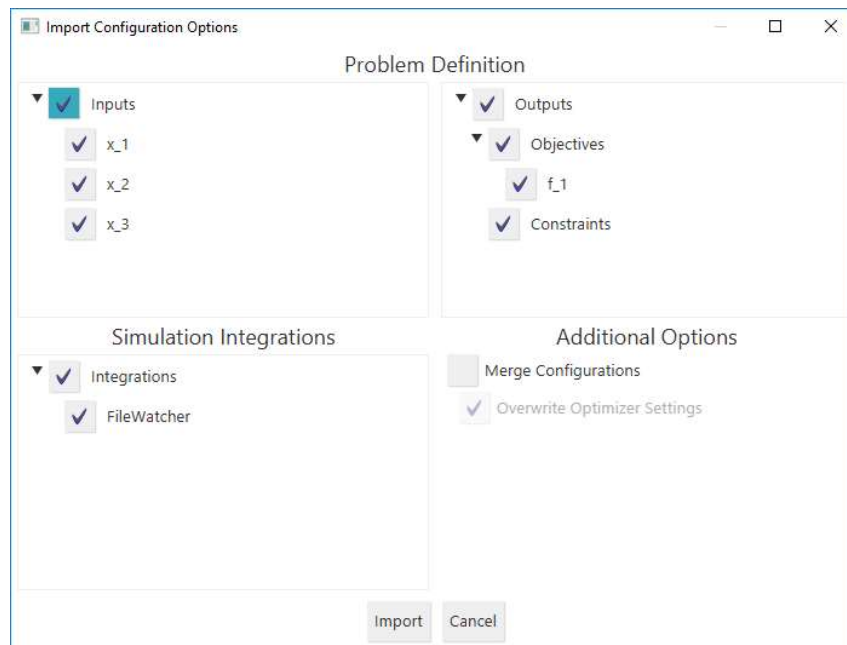 Import Configuration Options
Problem Definition
Inputs
x_1
x_2
x_3
Outputs
Objectives
f_1
Constraints
Simulation Integrations
Integrations
FileWatcher
Additional Options
Merge Configurations
Overwrite Optimizer Settings
Import Cancel